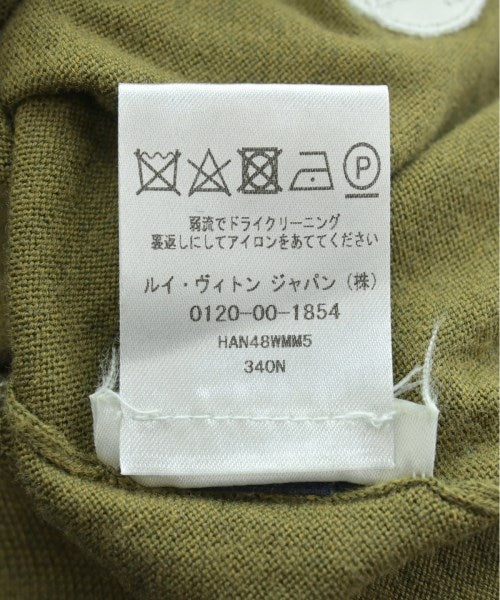 P
弱流でドライクリーニング
裏返しにしてアイロンをあててください
ルイ・ヴィトン ジャパン（株）
0120-00-1854
HAN48WMM5
340N